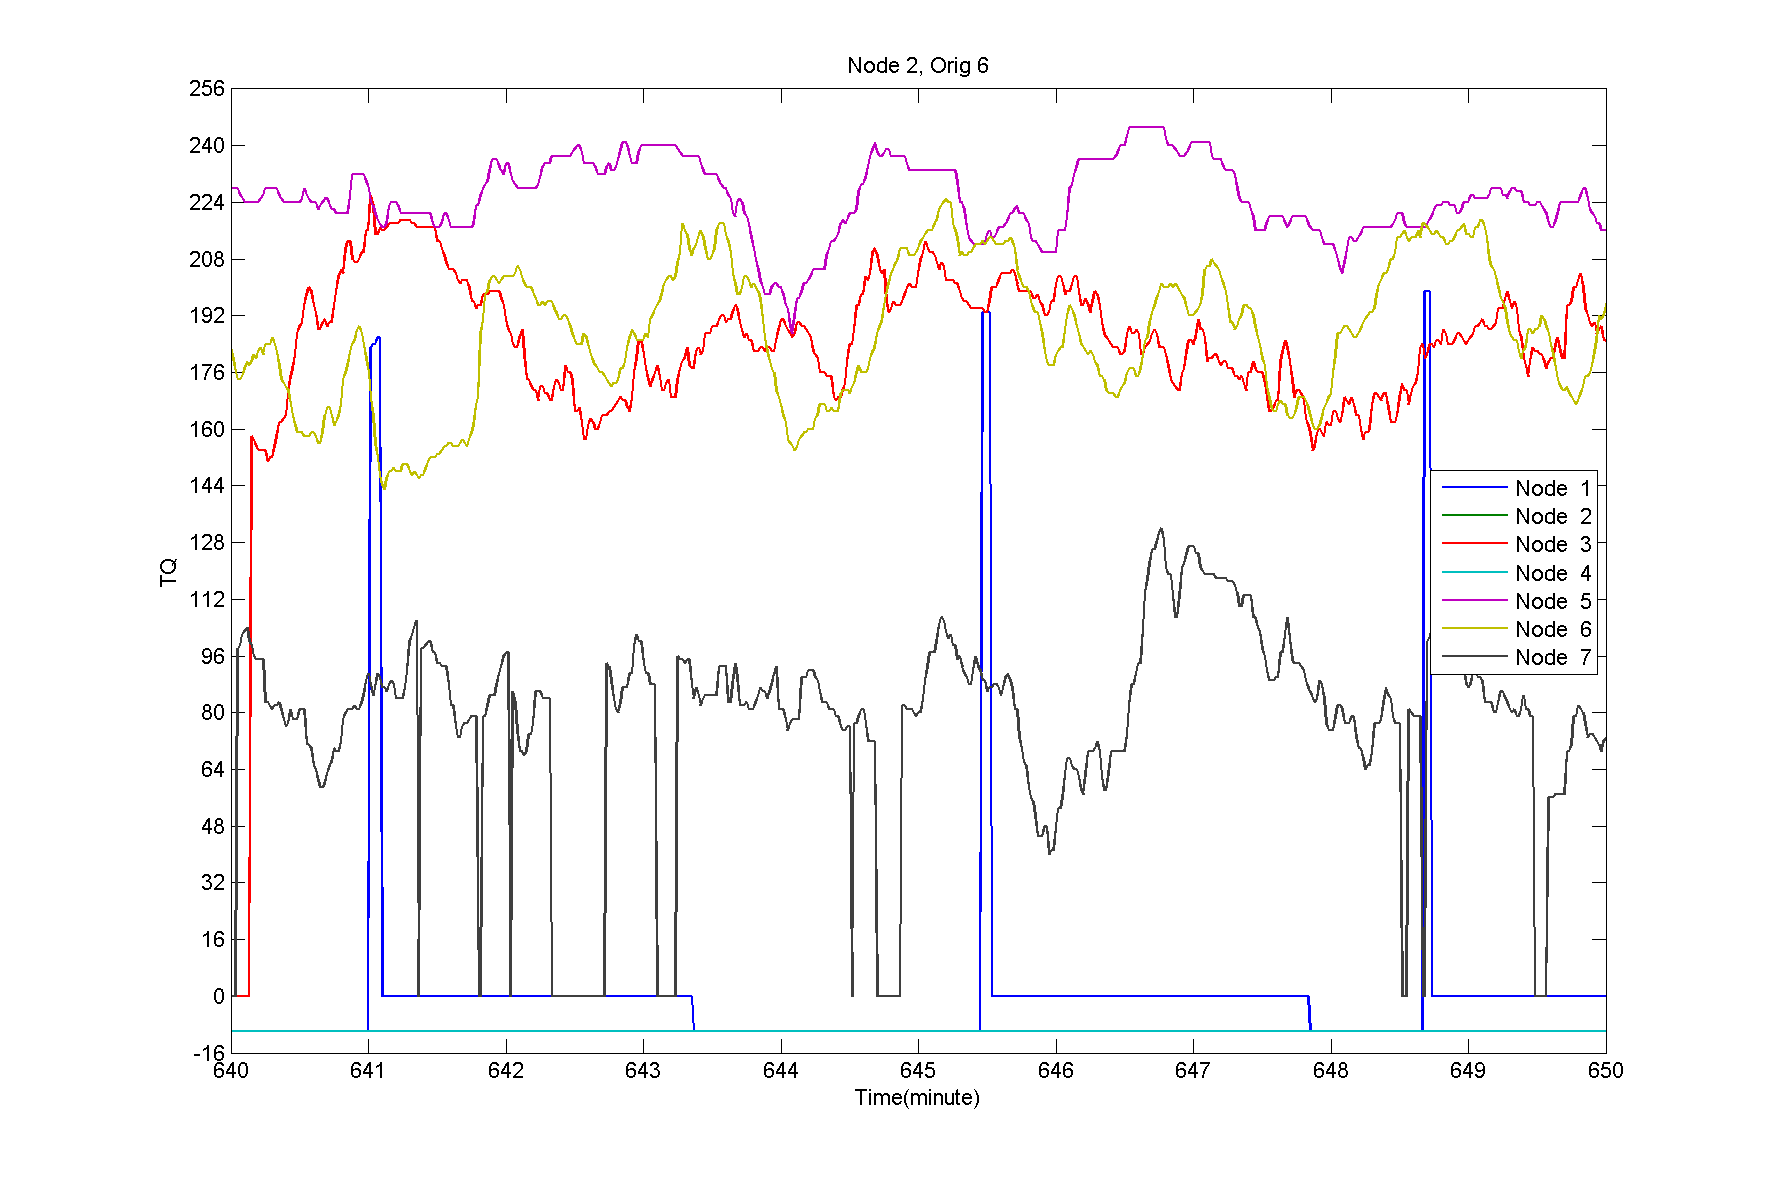 Node 2, Orig 6
256
240
224
208
192
176
160
144
128
112
96
80
64
48
32
16
0
-16
TQ
Node 1
Node 2
Node 3
Node 4
Node 5
Node 6
Node 7
640 641 642 643 644 645 646 647 648 649 650
Time(minute)